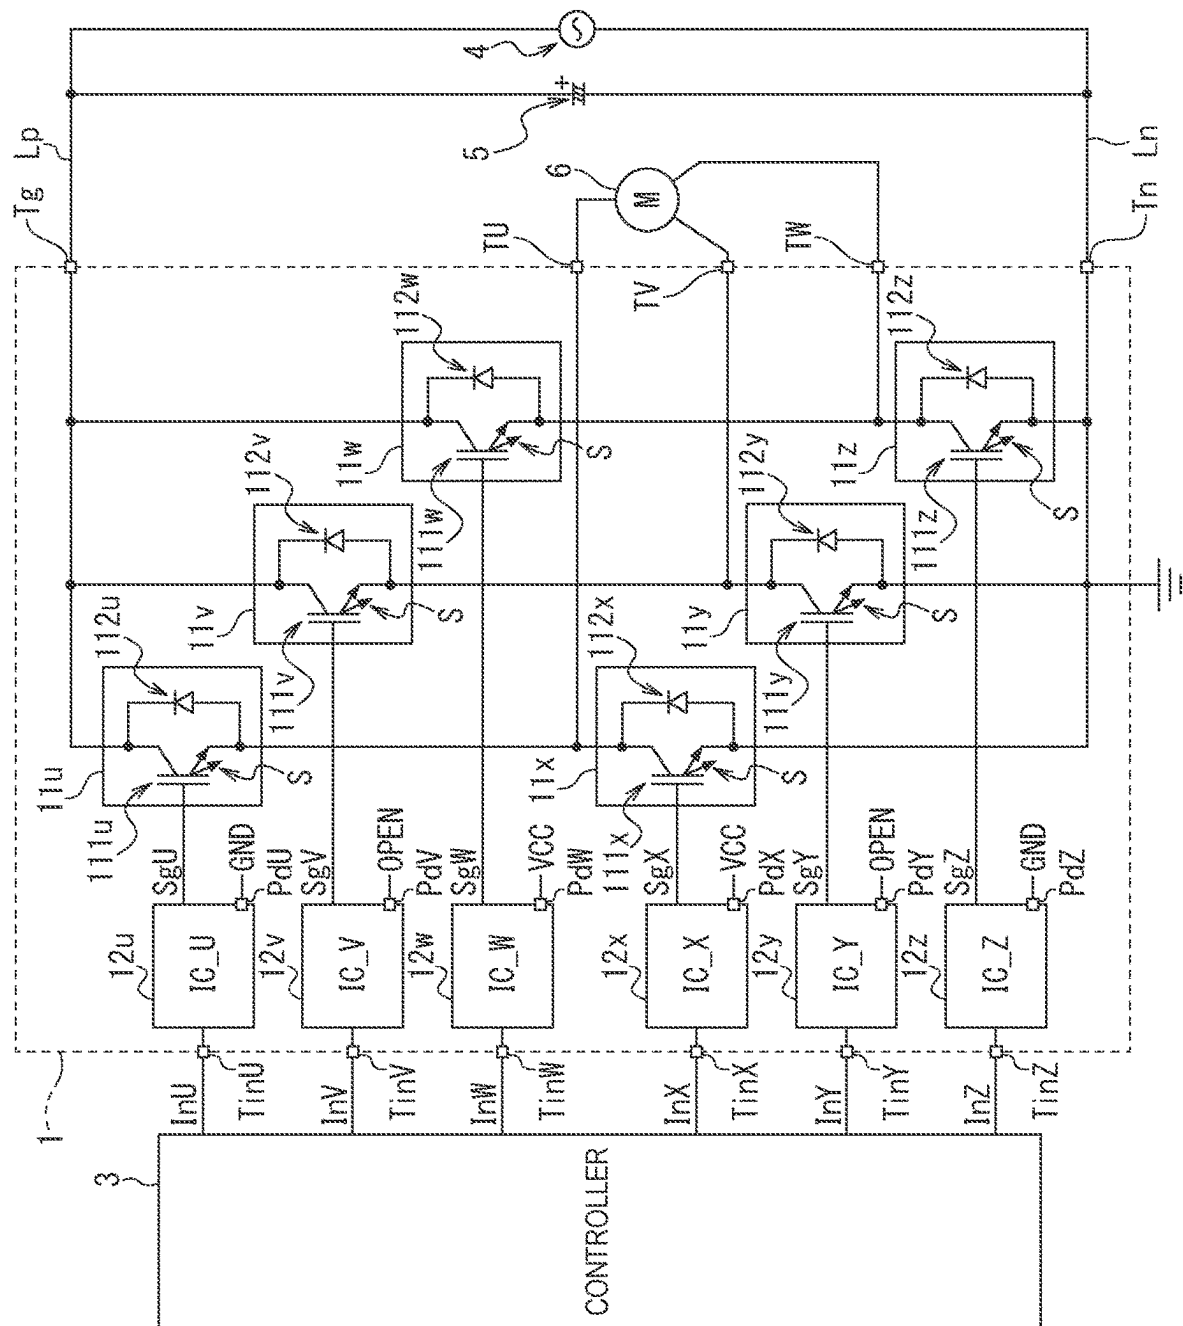 4
5
6
M
Lp
Ln
Tg
TU
TV
TW
Tn
112w
11w
111w
S
112z
11z
111z
S
112v
11v
111v
S
112y
11y
111y
S
112u
11u
111u
S
112x
11x
111x
S
SgU
GND
PdU
SgV
OPEN
PdV
SgW
VCC
PdW
SgX
VCC
PdX
SgY
OPEN
PdY
SgZ
GND
PdZ
12u
IC_U
12v
IC_V
12w
IC_W
12x
IC_X
12y
IC_Y
12z
IC_Z
1
InU
TinU
InV
TinV
InW
TinW
InX
TinX
InY
TinY
InZ
TinZ
3
CONTROLLER